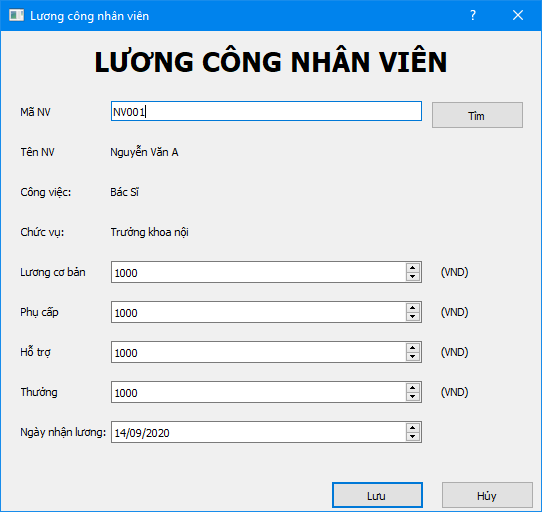 Lương công nhân viên
LƯƠNG CÔNG NHÂN VIÊN
Mã NV NV001 Tìm
Tên NV Nguyễn Văn A
Công việc: Bác Sĩ
Chức vụ: Trưởng khoa nội
Lương cơ bản 1000 (VND)
Phụ cấp 1000 (VND)
Hỗ trợ 1000 (VND)
Thưởng 1000 (VND)
Ngày nhận lương: 14/09/2020
Lưu Hủy